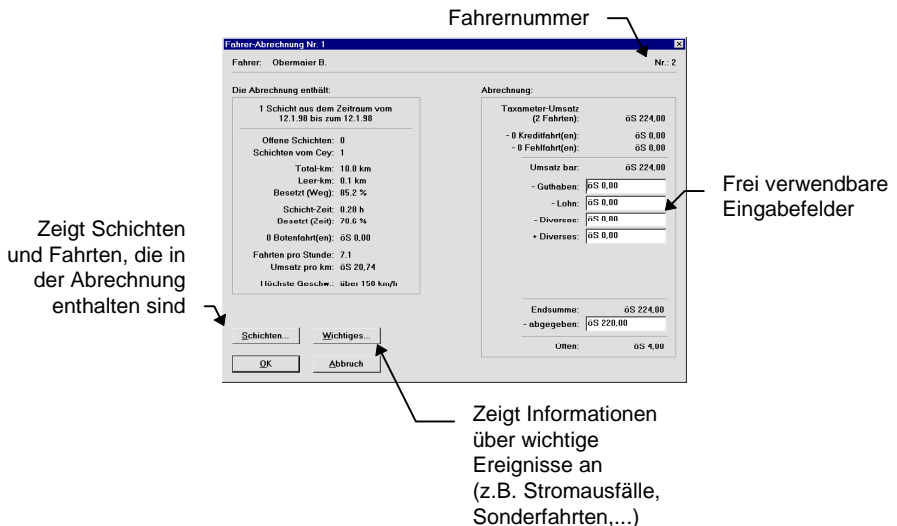 Fahrernummer
Fahrer-Abrechnung Nr. 1
Fahrer: Obermaier B. Nr.: 2
Die Abrechnung enthält:
1 Schicht aus dem Zeitraum vom
12.1.98 bis zum 12.1.98
Offene Schichten: 0
Schichten vom Cey: 1
Total-km: 10.8 km
Leer-km: 0.1 km
Besetzt (Weg): 85.2 %
Schicht-Zeit: 0.28 h
Besetzt (Zeit): 70.6 %
0 Botenfahrt(en): öS 0,00
Fahrten pro Stunde: 7.1
Umsatz pro km: öS 20,74
Höchste Geschw.: über 150 km/h
Abrechnung:
Taxameter-Umsatz
(2 Fahrten): öS 224,00
- 0 Kreditfahrt(en): öS 0,00
- 0 Fehlfahrt(en): öS 0,00
Umsatz bar: öS 224,00
- Guthaben: öS 0,00
- Lohn: öS 0,00
- Diverses: öS 0,00
+ Diverses: öS 0,00
Endsumme: öS 224,00
- abgegeben: öS 220,00
Offen: öS 4,00
Schichten... Wichtiges...
OK Abbruch
Frei verwendbare
Eingabefelder
Zeigt Schichten
und Fahrten, die in
der Abrechnung
enthalten sind
Zeigt Informationen
über wichtige
Ereignisse an
(z.B. Stromausfälle,
Sonderfahrten,...)